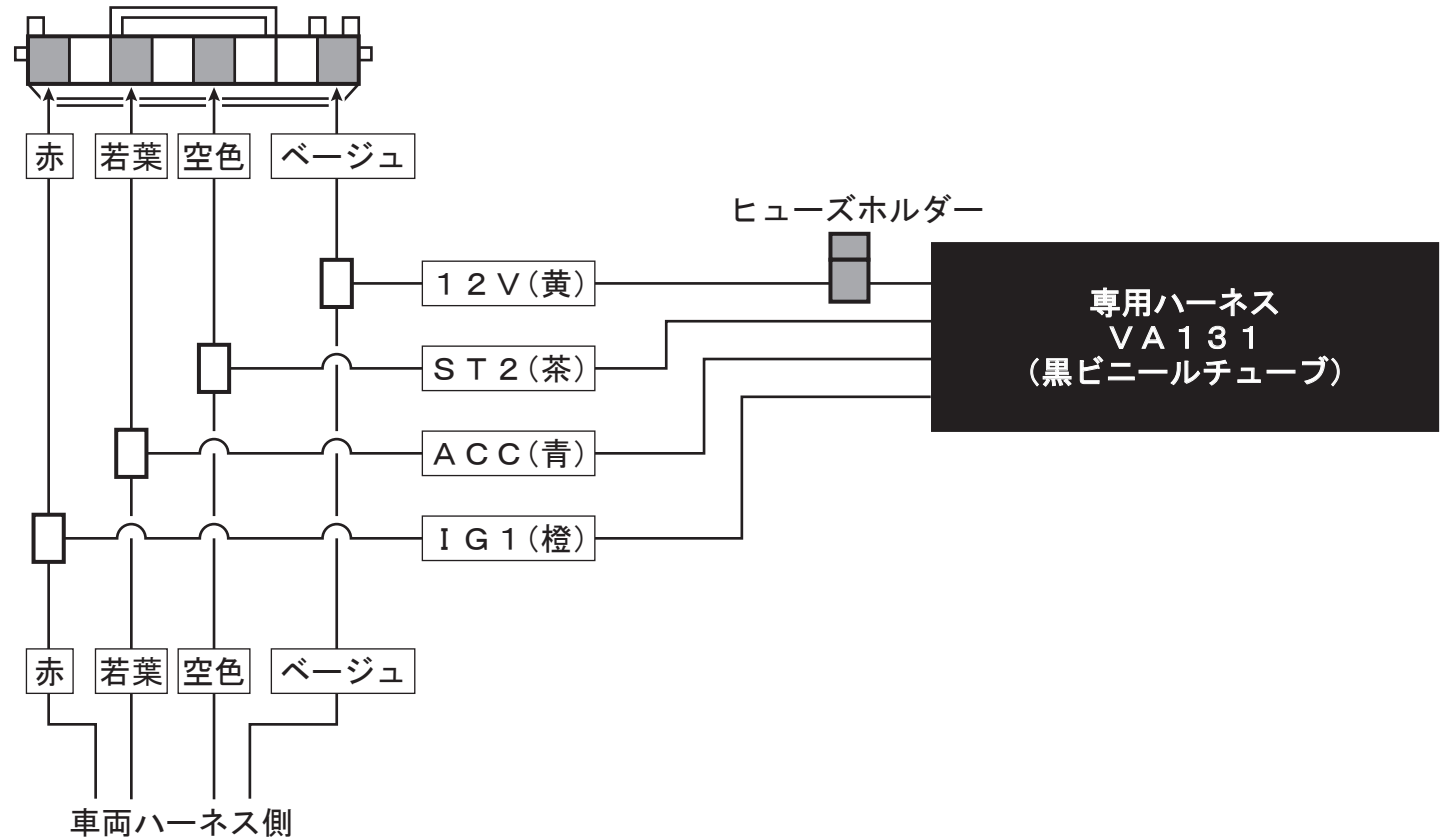 赤 若葉 空色 ベージュ
ヒューズホルダー
12V(黄)
専用ハーネス
VA131
(黒ビニールチューブ)
ST2(茶)
ACC(青)
IG1(橙)
赤 若葉 空色 ベージュ
車両ハーネス側